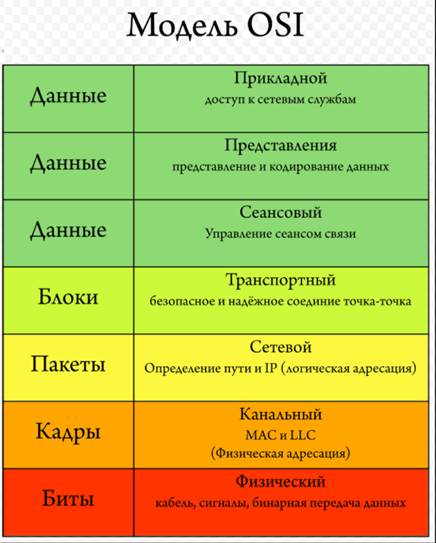 Модель OSI
Данные
Прикладной
доступ к сетевым службам
Данные
Представления
представление и кодирование данных
Данные
Сеансовый
Управление сеансом связи
Блоки
Транспортный
безопасное и надёжное соединие точка-точка
Пакеты
Сетевой
Определение пути и IP (логическая адресация)
Кадры
Канальный
MAC и LLC
(Физическая адресация)
Биты
Физический
кабель, сигналы, бинарная передача данных